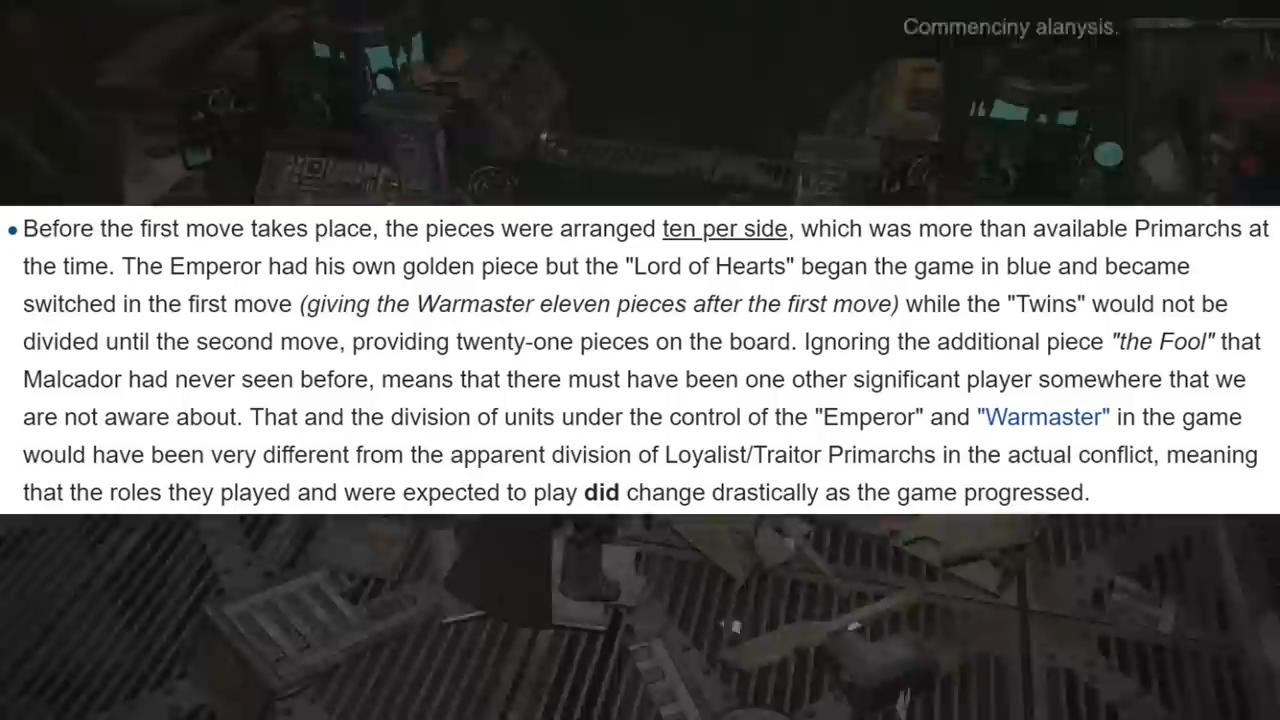 Commenciny alanysis.
• Before the first move takes place, the pieces were arranged ten per side, which was more than available Primarchs at
the time. The Emperor had his own golden piece but the "Lord of Hearts" began the game in blue and became
switched in the first move (giving the Warmaster eleven pieces after the first move) while the "Twins" would not be
divided until the second move, providing twenty-one pieces on the board. Ignoring the additional piece "the Fool" that
Malcador had never seen before, means that there must have been one other significant player somewhere that we
are not aware about. That and the division of units under the control of the "Emperor" and "Warmaster" in the game
would have been very different from the apparent division of Loyalist/Traitor Primarchs in the actual conflict, meaning
that the roles they played and were expected to play did change drastically as the game progressed.